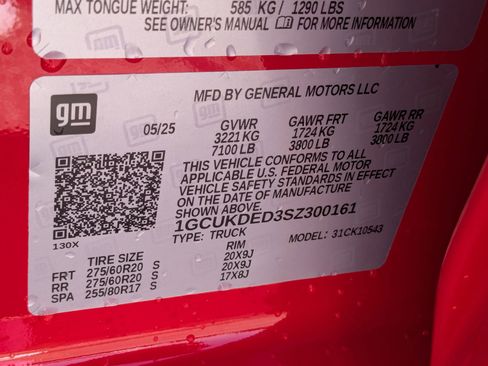 MAX TONGUE WEIGHT: 585 KG / 1290 LBS
SEE OWNER'S MANUAL FOR MORE INFORMATION
gm
MFD BY GENERAL MOTORS LLC
05/25 GVWR GAWR FRT GAWR RR
3221 KG 1724 KG 1724 KG
7100 LB 3800 LB 3800 LB
THIS VEHICLE CONFORMS TO ALL
APPLICABLE U.S. FEDERAL MOTOR
VEHICLE SAFETY STANDARDS IN EFFECT
ON THE DATE OF MANUFACTURE
1GCUKDED3SZ300161
TYPE: TRUCK MODEL: 31CK10543
130X
TIRE SIZE RIM
FRT 275/60R20 S 20X9J
RR 275/60R20 S 20X9J
SPA 255/80R17 S 17X8J